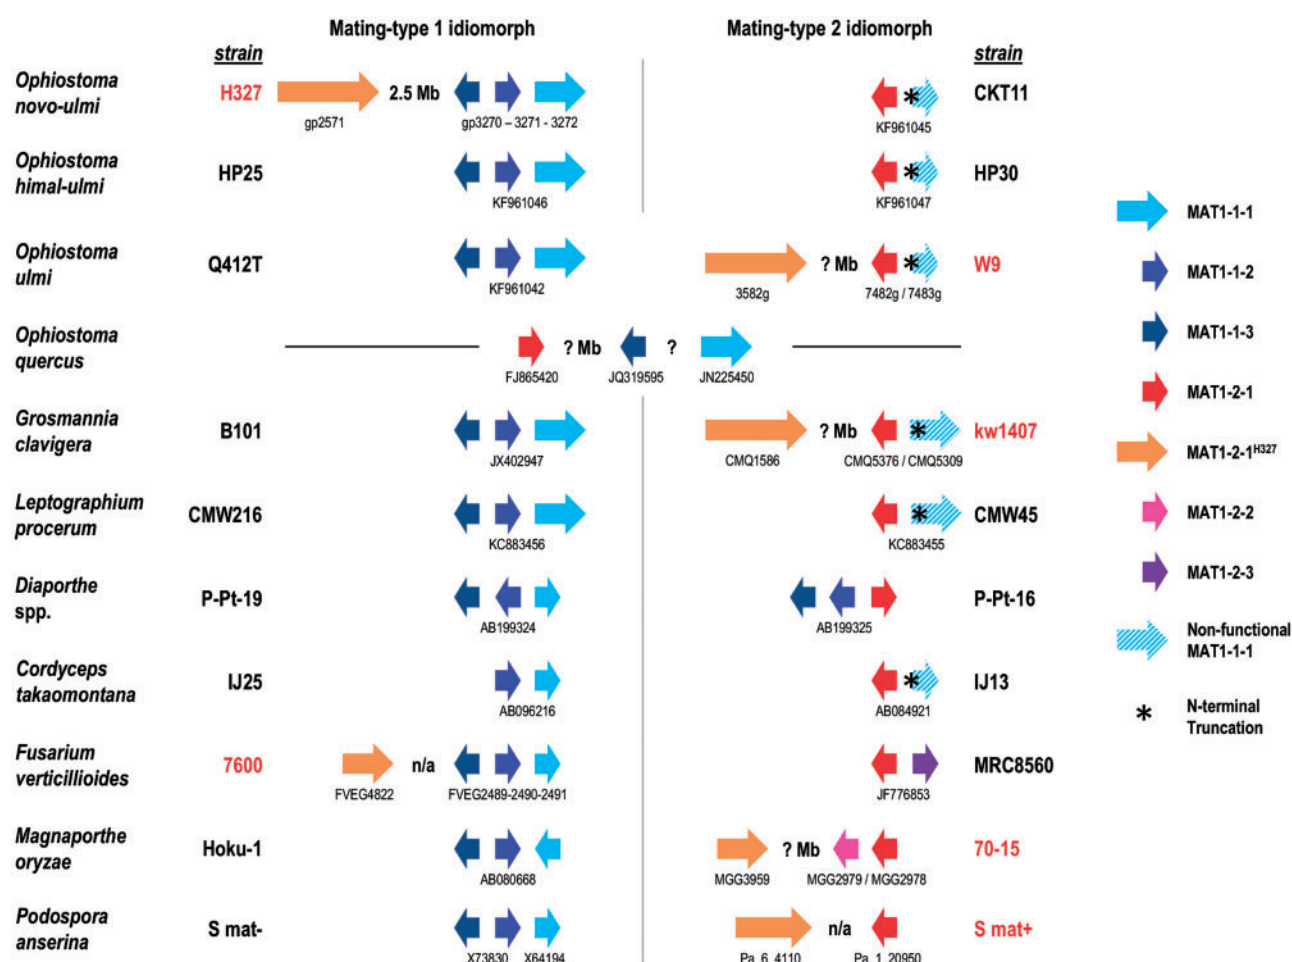 Mating-type 1 idiomorph
Mating-type 2 idiomorph
strain
strain
Ophiostoma
novo-ulmi
H327
2.5 Mb
gp2571
gp3270 – 3271 - 3272
*
KF961045
CKT11
Ophiostoma
himal-ulmi
HP25
KF961046
*
KF961047
HP30
Ophiostoma
ulmi
Q412T
KF961042
? Mb
*
3582g
7482g / 7483g
W9
Ophiostoma
quercus
? Mb
?
FJ865420
JQ319595
JN225450
Grosmannia
clavigera
B101
JX402947
? Mb
*
CMQ1586
CMQ5376 / CMQ5309
kw1407
Leptographium
procerum
CMW216
KC883456
*
KC883455
CMW45
Diaporthe
spp.
P-Pt-19
AB199324
AB199325
P-Pt-16
Cordyceps
takaomontana
IJ25
AB096216
*
AB084921
IJ13
Fusarium
verticillioides
7600
n/a
FVEG4822
FVEG2489-2490-2491
JF776853
MRC8560
Magnaporthe
oryzae
Hoku-1
AB080668
? Mb
MGG3959
MGG2979 / MGG2978
70-15
Podospora
anserina
S mat-
X73830
X64194
n/a
Pa_6_4110
Pa_1_20950
S mat+
MAT1-1-1
MAT1-1-2
MAT1-1-3
MAT1-2-1
MAT1-2-1H327
MAT1-2-2
MAT1-2-3
Non-functional
MAT1-1-1
*
N-terminal
Truncation